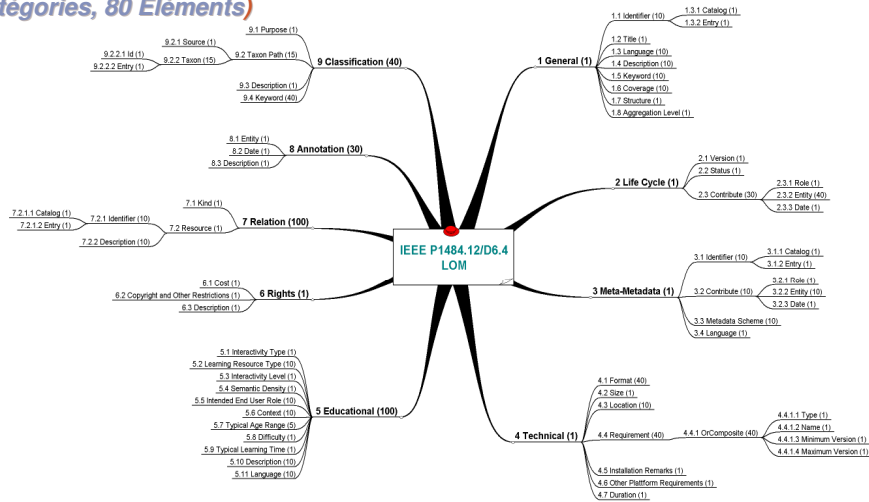 tegories, 80 Elements)
IEEE P1484.12/D6.4
LOM
1 General (1)
1.1 Identifier (10)
1.3.1 Catalog (1)
1.3.2 Entry (1)
1.2 Title (1)
1.3 Language (10)
1.4 Description (10)
1.5 Keyword (10)
1.6 Coverage (10)
1.7 Structure (1)
1.8 Aggregation Level (1)
2 Life Cycle (1)
2.1 Version (1)
2.2 Status (1)
2.3 Contribute (30)
2.3.1 Role (1)
2.3.2 Entity (40)
2.3.3 Date (1)
3 Meta-Metadata (1)
3.1 Identifier (10)
3.1.1 Catalog (1)
3.1.2 Entry (1)
3.2 Contribute (10)
3.2.1 Role (1)
3.2.2 Entity (10)
3.2.3 Date (1)
3.3 Metadata Scheme (10)
3.4 Language (1)
4 Technical (1)
4.1 Format (40)
4.2 Size (1)
4.3 Location (10)
4.4 Requirement (40)
4.4.1 OrComposite (40)
4.4.1.1 Type (1)
4.4.1.2 Name (1)
4.4.1.3 Minimum Version (1)
4.4.1.4 Maximum Version (1)
4.5 Installation Remarks (1)
4.6 Other Plattform Requirements (1)
4.7 Duration (1)
5 Educational (100)
5.1 Interactivity Type (1)
5.2 Learning Resource Type (10)
5.3 Interactivity Level (1)
5.4 Semantic Density (1)
5.5 Intended End User Role (10)
5.6 Context (10)
5.7 Typical Age Range (5)
5.8 Difficulty (1)
5.9 Typical Learning Time (1)
5.10 Description (10)
5.11 Language (10)
6 Rights (1)
6.1 Cost (1)
6.2 Copyright and Other Restrictions (1)
6.3 Description (1)
7 Relation (100)
7.1 Kind (1)
7.2 Resource (1)
7.2.1 Identifier (10)
7.2.1.1 Catalog (1)
7.2.1.2 Entry (1)
7.2.2 Description (10)
8 Annotation (30)
8.1 Entity (1)
8.2 Date (1)
8.3 Description (1)
9 Classification (40)
9.1 Purpose (1)
9.2 Taxon Path (15)
9.2.1 Source (1)
9.2.2 Taxon (15)
9.2.2.1 Id (1)
9.2.2.2 Entry (1)
9.3 Description (1)
9.4 Keyword (40)